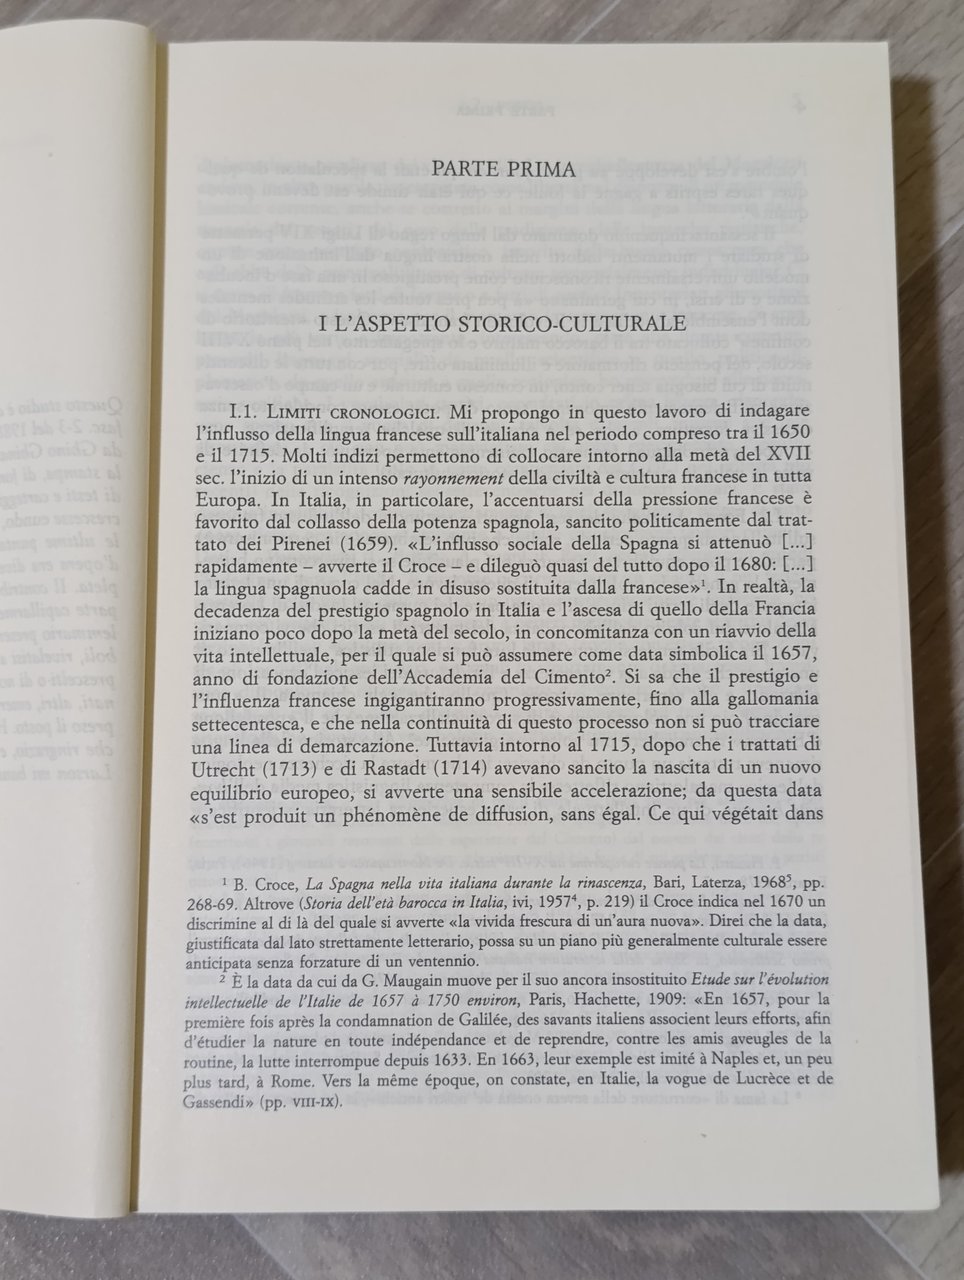 PARTE PRIMA
I L'ASPETTO STORICO-CULTURALE
I.1. LIMITI CRONOLOGICI. Mi propongo in questo lavoro di indagare
l'influsso della lingua francese sull'italiana nel periodo compreso tra il 1650
e il 1715. Molti indizi permettono di collocare intorno alla metà del XVII
sec. l'inizio di un intenso rayonnement della civiltà e cultura francese in tutta
Europa. In Italia, in particolare, l'accentuarsi della pressione francese è
favorito dal collasso della potenza spagnola, sancito politicamente dal trat-
tato dei Pirenei (1659). «L'influsso sociale della Spagna si attenuò [...]
rapidamente – avverte il Croce – e dileguò quasi del tutto dopo il 1680: [...]
la lingua spagnuola cadde in disuso sostituita dalla francese»¹. In realtà, la
decadenza del prestigio spagnolo in Italia e l'ascesa di quello della Francia
iniziano poco dopo la metà del secolo, in concomitanza con un riavvio della
vita intellettuale, per il quale si può assumere come data simbolica il 1657,
anno di fondazione dell'Accademia del Cimento². Si sa che il prestigio e
l'influenza francese ingigantiranno progressivamente, fino alla gallomania
settecentesca, e che nella continuità di questo processo non si può tracciare
una linea di demarcazione. Tuttavia intorno al 1715, dopo che i trattati di
Utrecht (1713) e di Rastadt (1714) avevano sancito la nascita di un nuovo
equilibrio europeo, si avverte una sensibile accelerazione; da questa data
«s'est produit un phénomène de diffusion, sans égal. Ce qui végétait dans
¹ B. Croce, La Spagna nella vita italiana durante la rinascenza, Bari, Laterza, 1968⁵, pp.
268-69. Altrove (Storia dell'età barocca in Italia, ivi, 1957⁴, p. 219) il Croce indica nel 1670 un
discrimine al di là del quale si avverte «la vivida frescura di un'aura nuova». Direi che la data,
giustificata dal lato strettamente letterario, possa su un piano più generalmente culturale essere
anticipata senza forzature di un ventennio.
² È la data da cui da G. Maugain muove per il suo ancora insostituito Etude sur l'évolution
intellectuelle de l'Italie de 1657 à 1750 environ, Paris, Hachette, 1909: «En 1657, pour la
première fois après la condamnation de Galilée, des savants italiens associent leurs efforts, afin
d'étudier la nature en toute indépendance et de reprendre, contre les amis aveugles de la
routine, la lutte interrompue depuis 1633. En 1663, leur exemple est imité à Naples et, un peu
plus tard, à Rome. Vers la même époque, on constate, en Italie, la vogue de Lucrèce et de
Gassendi» (pp. VIII-IX).